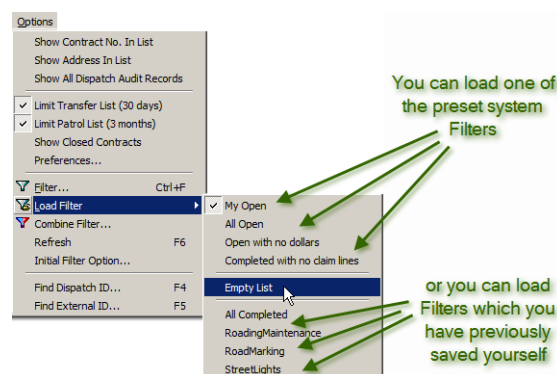 Options
Show Contract No. In List
Show Address In List
Show All Dispatch Audit Records
Limit Transfer List (30 days)
Limit Patrol List (3 months)
Show Closed Contracts
Preferences...
Filter... Ctrl+F
Load Filter
Combine Filter...
Refresh F6
Initial Filter Option...
Find Dispatch ID... F4
Find External ID... F5
My Open
All Open
Open with no dollars
Completed with no claim lines
Empty List
All Completed
RoadingMaintenance
RoadMarking
StreetLights
You can load one of
the preset system
Filters
or you can load
Filters which you
have previously
saved yourself